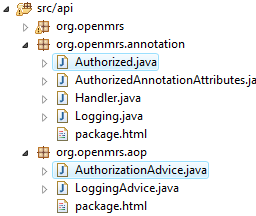 src/api
org.openmrs
org.openmrs.annotation
Authorized.java
AuthorizedAnnotationAttributes.ja
Handler.java
Logging.java
package.html
org.openmrs.aop
AuthorizationAdvice.java
LoggingAdvice.java
package.html